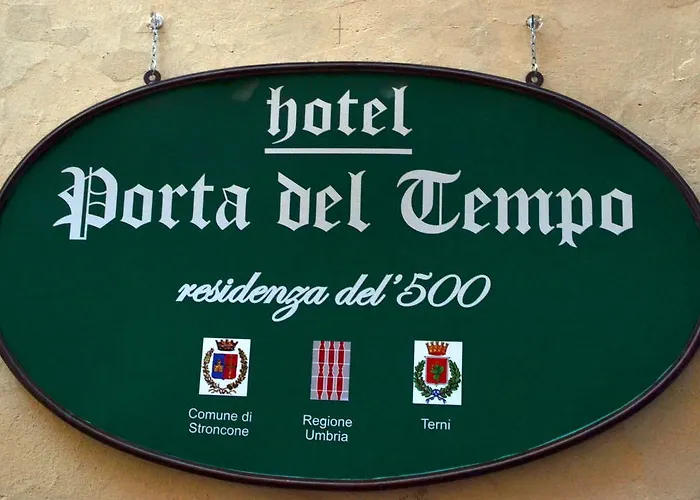 hotel
Porta del Tempo
residenza del'500
Comune di
Stroncone
Regione
Umbria
Terni